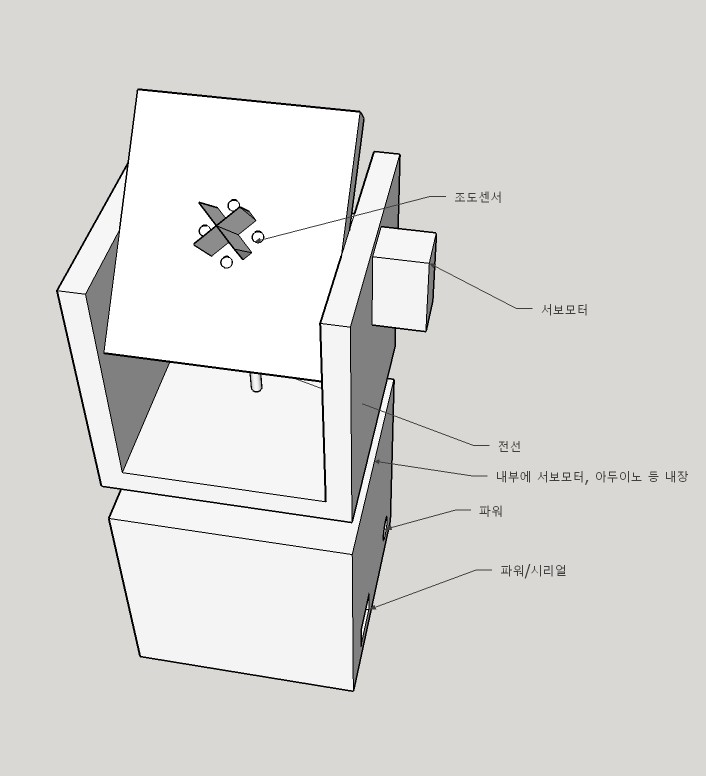 조도센서
서보모터
전선
내부에 서보모터, 아두이노 등 내장
파워
파워/시리얼